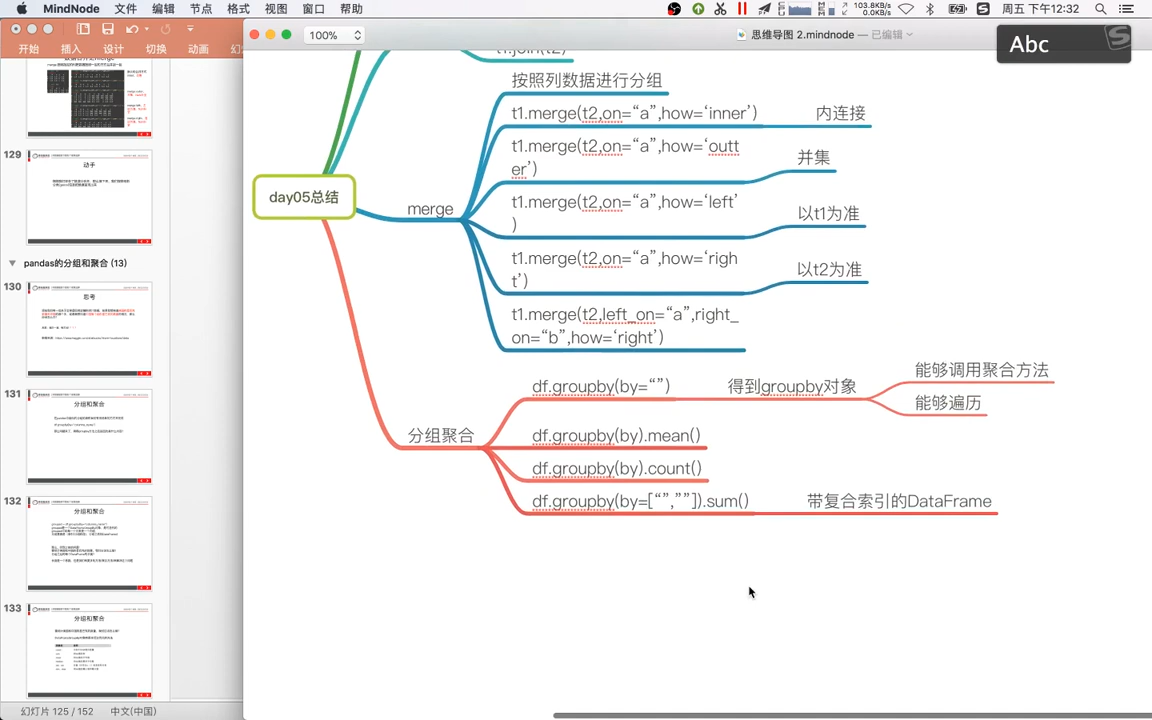 MindNode 文件 编辑 节点 格式 视图 窗口 帮助
103.8KB/s
0.0KB/s
周五 下午12:32
开始 插入 设计 切换 动画 幻
100%
思维导图 2.mindnode — 已编辑
Abc
t1.join(t2)
按照列数据进行分组
t1.merge(t2,on=“a”,how=‘inner’) 内连接
t1.merge(t2,on=“a”,how=‘outt
er’)
并集
t1.merge(t2,on=“a”,how=‘left’
)
以t1为准
t1.merge(t2,on=“a”,how=‘righ
t’)
以t2为准
t1.merge(t2,left_on=“a”,right_
on=“b”,how=‘right’)
merge
day05总结
分组聚合
df.groupby(by=“”) 得到groupby对象
能够调用聚合方法
能够遍历
df.groupby(by).mean()
df.groupby(by).count()
df.groupby(by=[“”,””]).sum() 带复合索引的DataFrame
129
动手
pandas的分组和聚合 (13)
130
思考
131
分组和聚合
132
分组和聚合
133
分组和聚合
幻灯片 125 / 152 中文(中国)